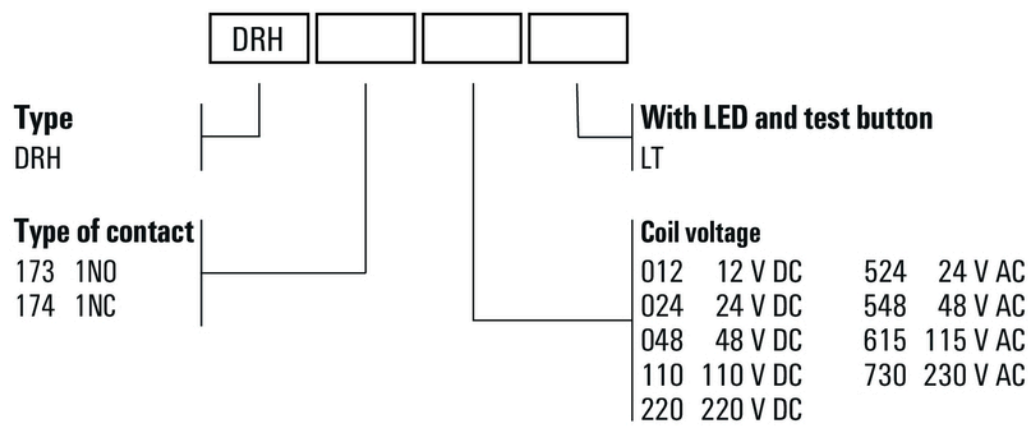 DRH
Type
DRH
With LED and test button
LT
Type of contact
173 1NO
174 1NC
Coil voltage
012 12 V DC 524 24 V AC
024 24 V DC 548 48 V AC
048 48 V DC 615 115 V AC
110 110 V DC 730 230 V AC
220 220 V DC